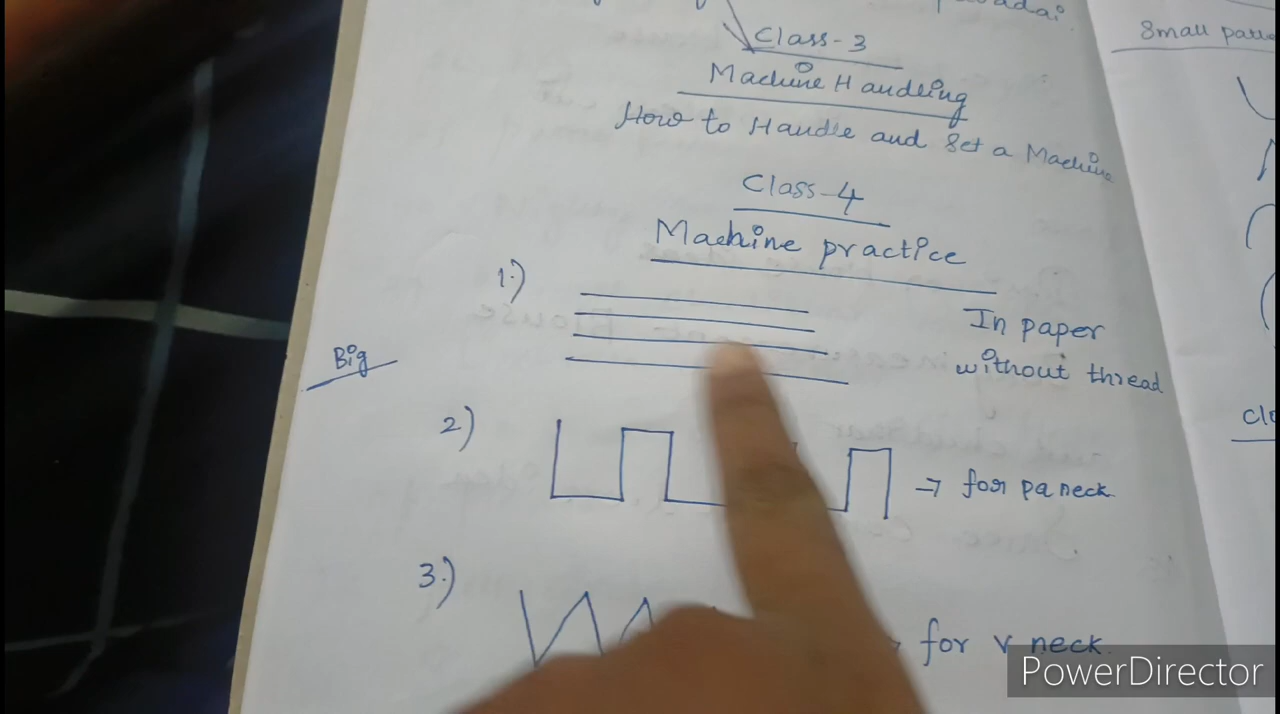 Class-3
Machine Handling
How to Handle and Set a Machine
Class-4
Machine practice
1.)
In paper
without thread
Big
2.)
→ for pa neck
3.)
for v neck
Small
PowerDirector